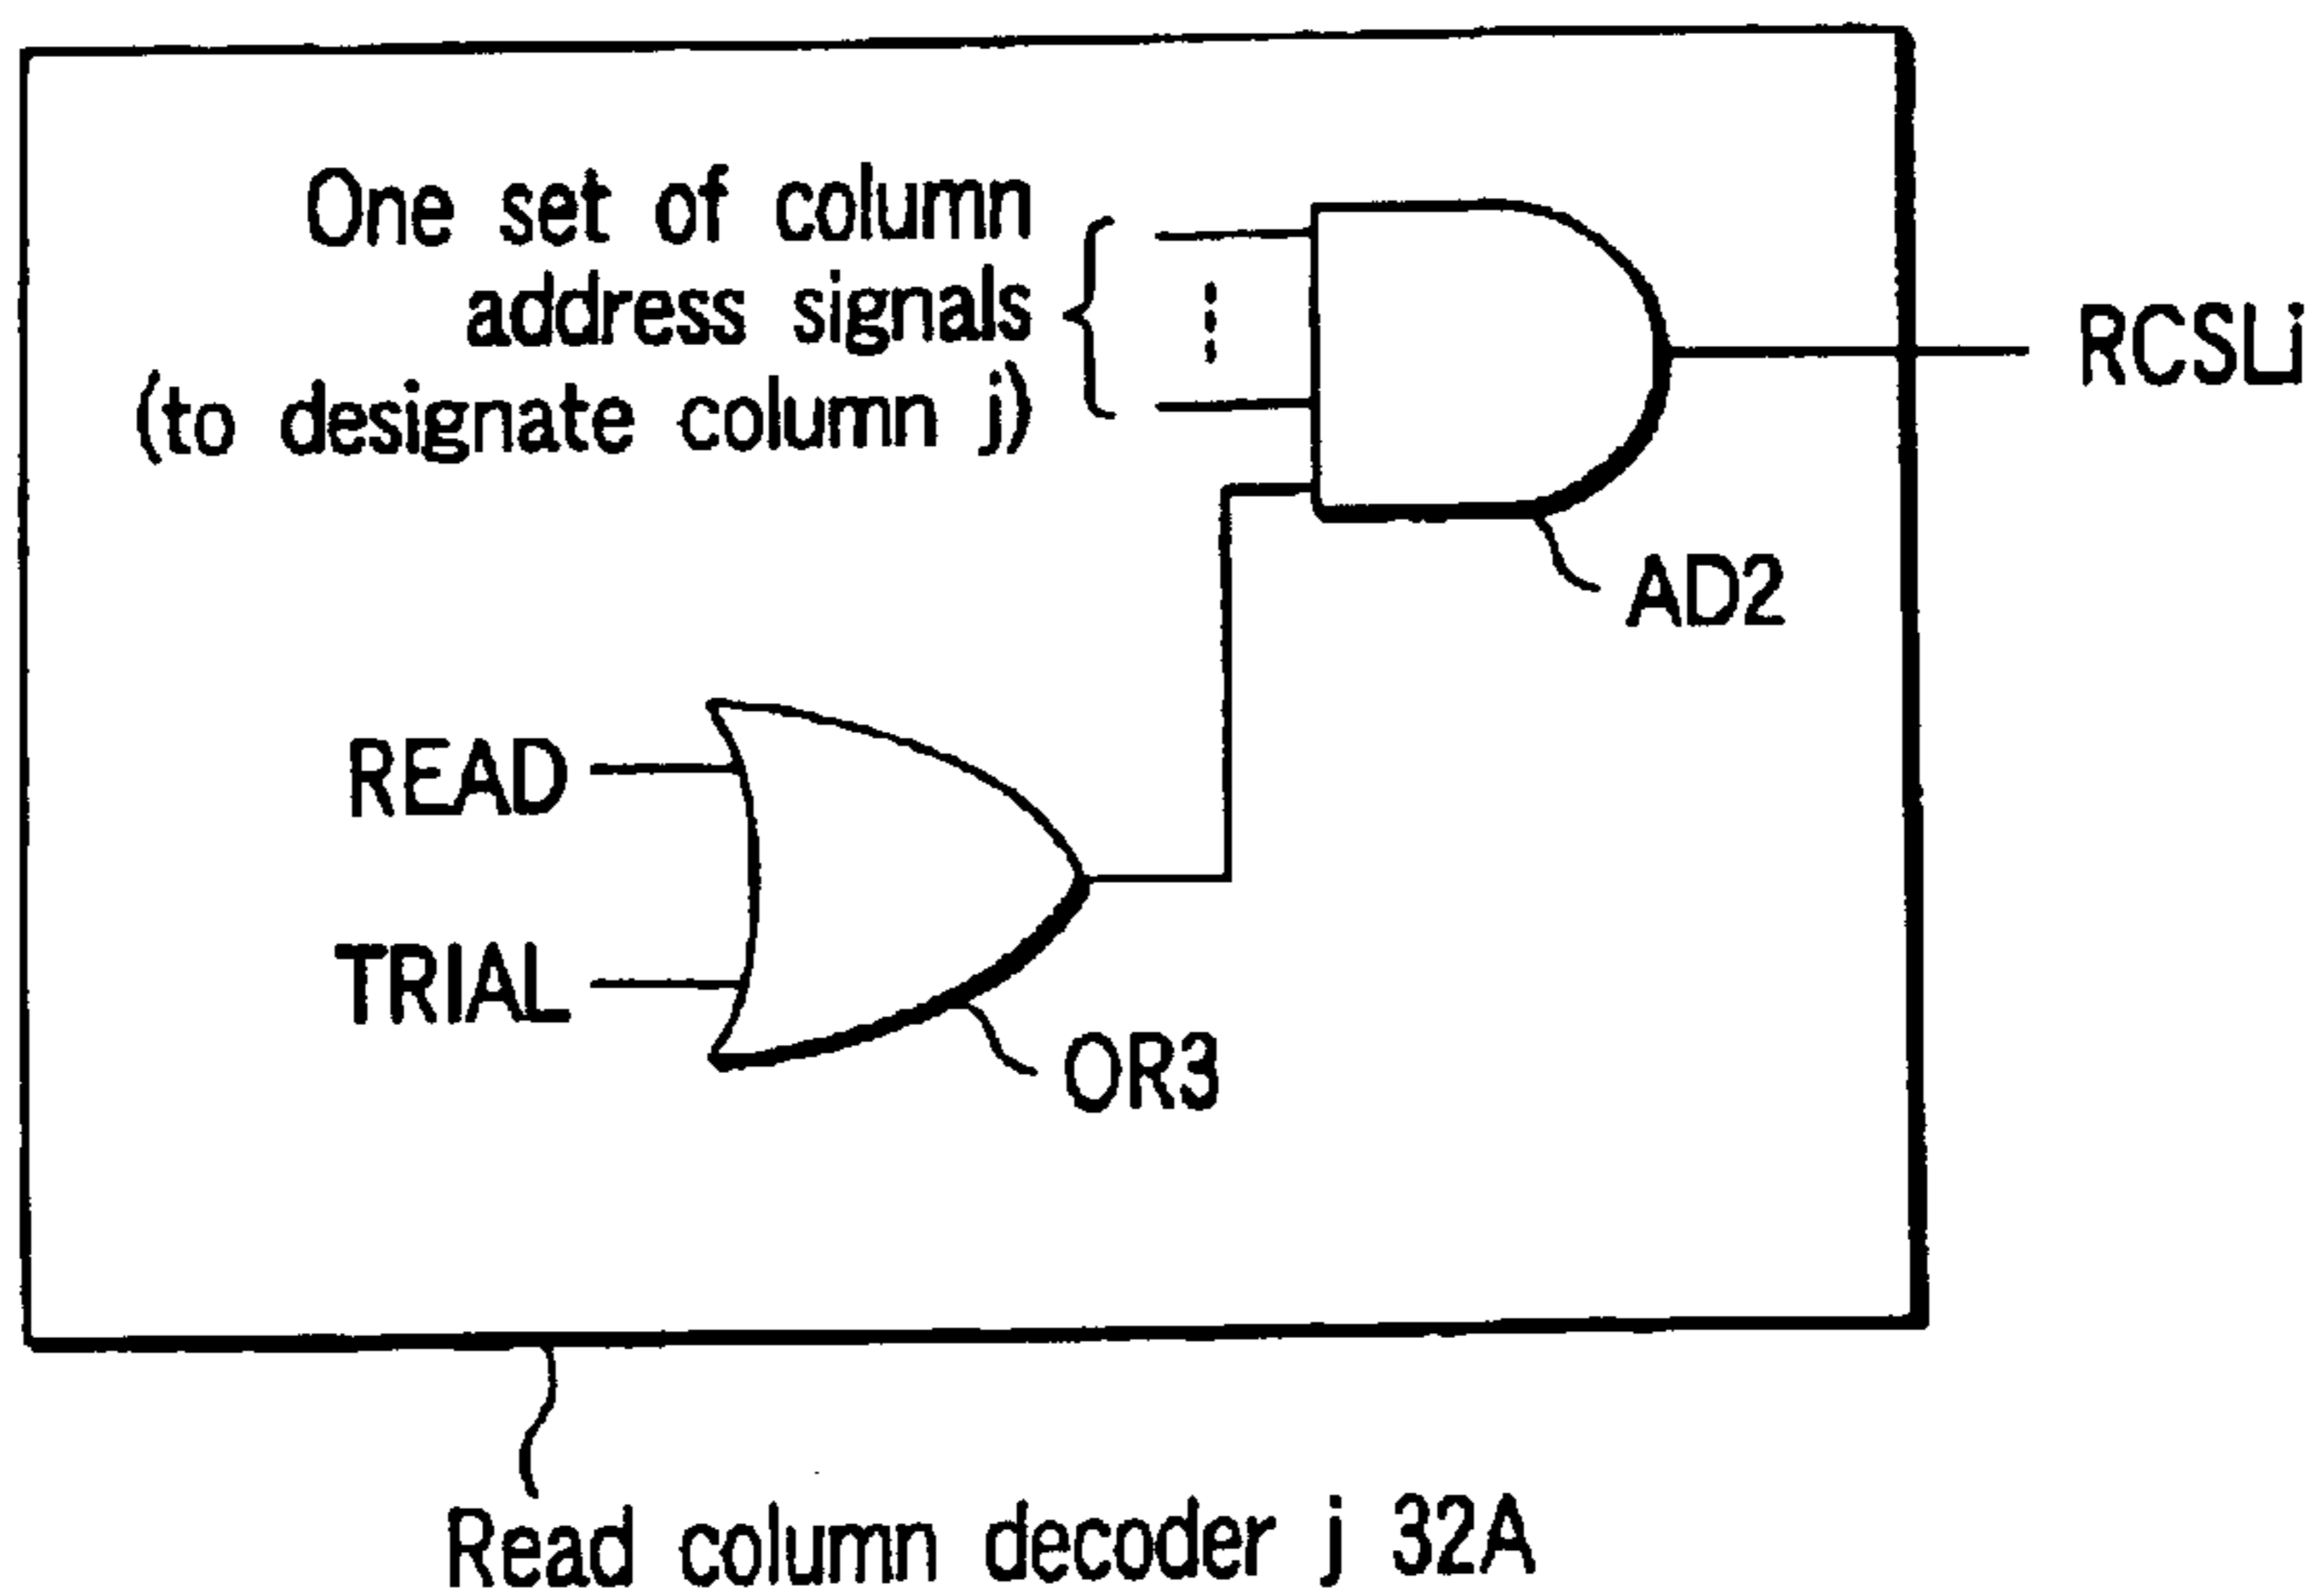 One set of column
address signals
(to designate column j)
RCSLi
AD2
READ
TRIAL
OR3
Read column decoder j 32A